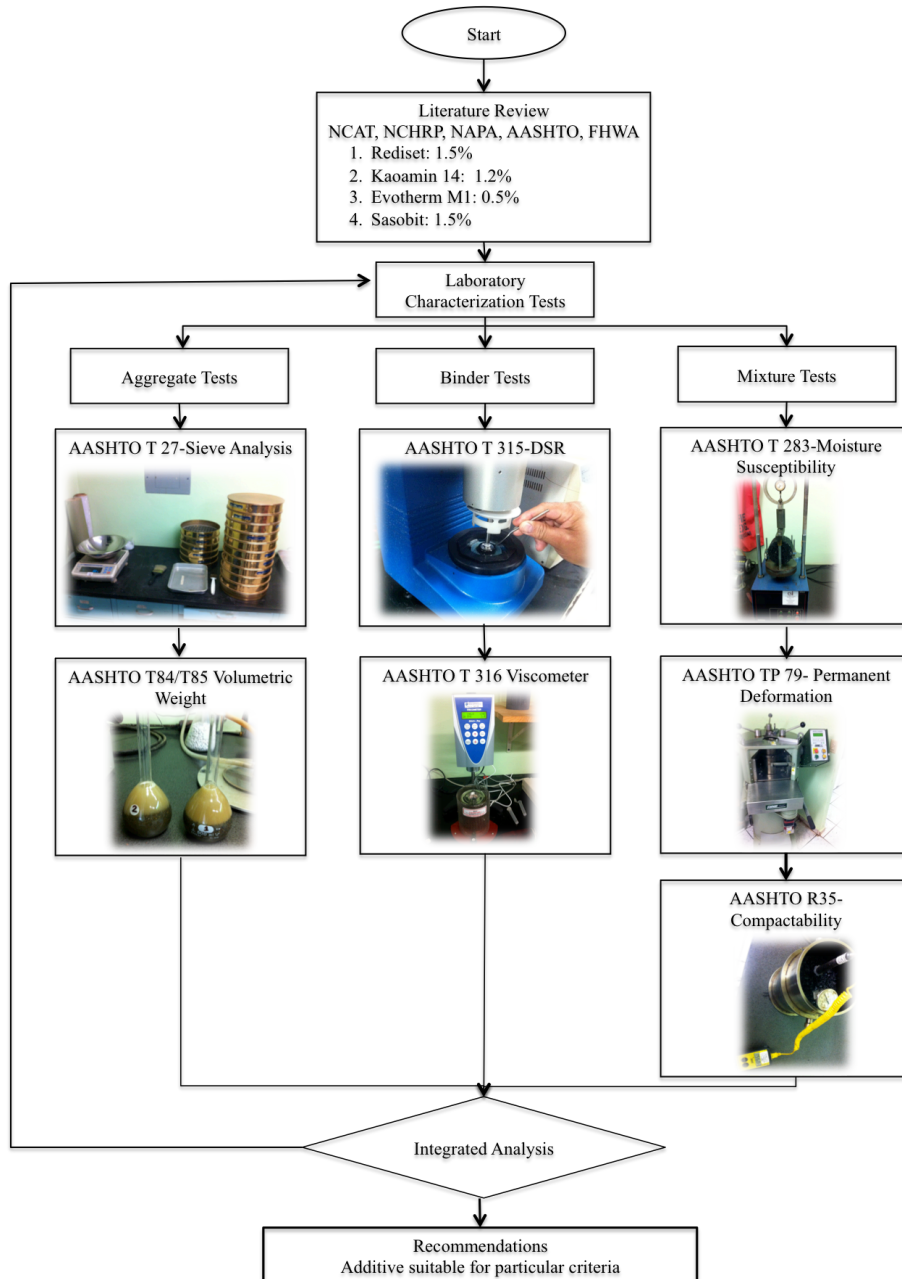 Start
Literature Review
NCAT, NCHRP, NAPA, AASHTO, FHWA
1. Rediset: 1.5%
2. Kaoamin 14: 1.2%
3. Evotherm M1: 0.5%
4. Sasobit: 1.5%
Laboratory
Characterization Tests
Aggregate Tests
Binder Tests
Mixture Tests
AASHTO T 27-Sieve Analysis
AASHTO T 315-DSR
AASHTO T 283-Moisture
Susceptibility
AASHTO T84/T85 Volumetric
Weight
2
1
AASHTO T 316 Viscometer
AASHTO TP 79- Permanent
Deformation
AASHTO R35-
Compactability
Integrated Analysis
Recommendations
Additive suitable for particular criteria